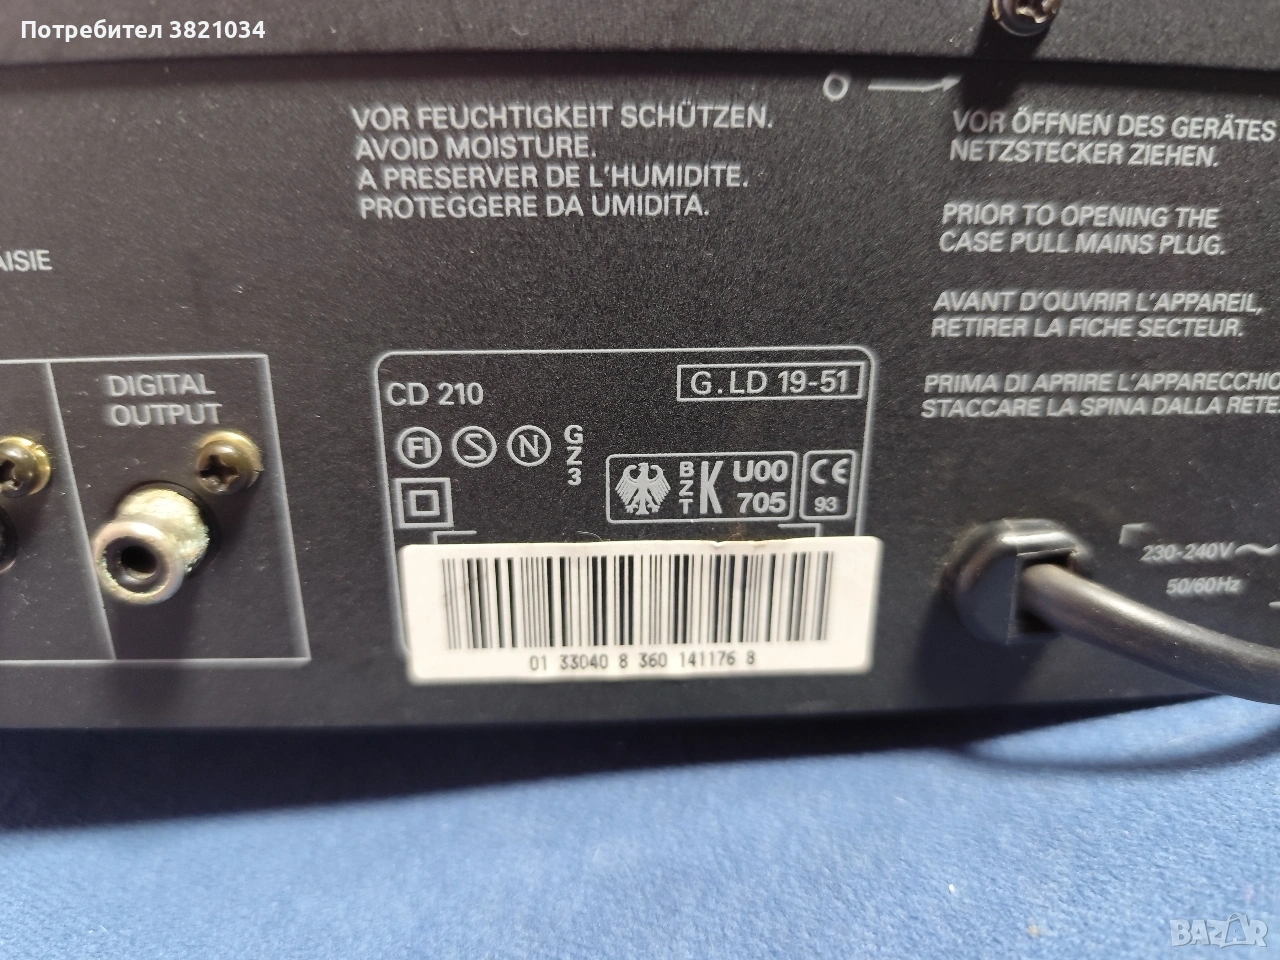 Потребител 3821034
VOR FEUCHTIGKEIT SCHÜTZEN.
AVOID MOISTURE.
A PRESERVER DE L'HUMIDITE.
PROTEGGERE DA UMIDITA.
VOR ÖFFNEN DES GERÄTES
NETZSTECKER ZIEHEN.
PRIOR TO OPENING THE
CASE PULL MAINS PLUG.
AVANT D'OUVRIR L'APPAREIL,
RETIRER LA FICHE SECTEUR.
PRIMA DI APRIRE L'APPARECCHIO
STACCARE LA SPINA DALLA RETE
AISIE
DIGITAL
OUTPUT
CD 210
G.LD 19-51
FI S N
GZ3
BZT K U00
705
CE
93
230-240V ~
50/60Hz
01 33040 8 360 141176 8
BAZAR